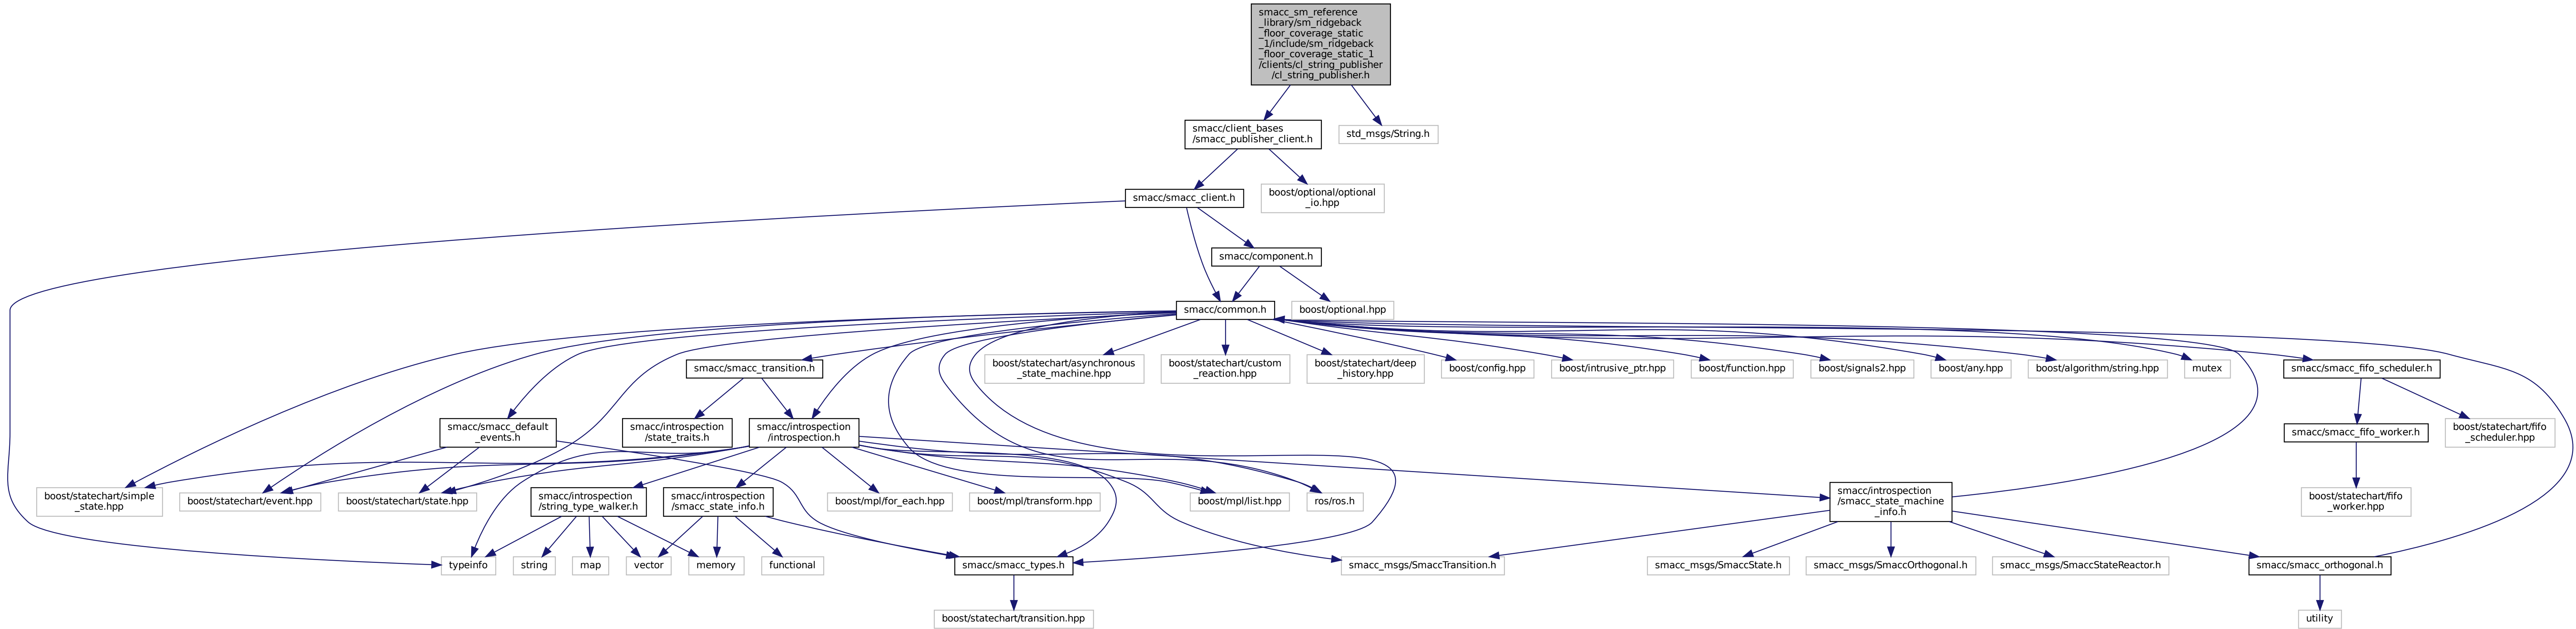 smacc_sm_reference
_library/sm_ridgeback
_floor_coverage_static
_1/include/sm_ridgeback
_floor_coverage_static_1
/clients/cl_string_publisher
/cl_string_publisher.h
smacc/client_bases
/smacc_publisher_client.h
std_msgs/String.h
smacc/smacc_client.h
boost/optional/optional
_io.hpp
smacc/component.h
smacc/common.h
boost/optional.hpp
smacc/smacc_transition.h
boost/statechart/asynchronous
_state_machine.hpp
boost/statechart/custom
_reaction.hpp
boost/statechart/deep
_history.hpp
boost/config.hpp
boost/intrusive_ptr.hpp
boost/function.hpp
boost/signals2.hpp
boost/any.hpp
boost/algorithm/string.hpp
mutex
smacc/smacc_fifo_scheduler.h
smacc/smacc_default
_events.h
smacc/introspection
/state_traits.h
smacc/introspection
/introspection.h
smacc/smacc_fifo_worker.h
boost/statechart/fifo
_scheduler.hpp
boost/statechart/simple
_state.hpp
boost/statechart/event.hpp
boost/statechart/state.hpp
smacc/introspection
/string_type_walker.h
smacc/introspection
/smacc_state_info.h
boost/mpl/for_each.hpp
boost/mpl/transform.hpp
boost/mpl/list.hpp
ros/ros.h
smacc/introspection
/smacc_state_machine
_info.h
boost/statechart/fifo
_worker.hpp
typeinfo
string
map
vector
memory
functional
smacc/smacc_types.h
smacc_msgs/SmaccTransition.h
smacc_msgs/SmaccState.h
smacc_msgs/SmaccOrthogonal.h
smacc_msgs/SmaccStateReactor.h
smacc/smacc_orthogonal.h
boost/statechart/transition.hpp
utility